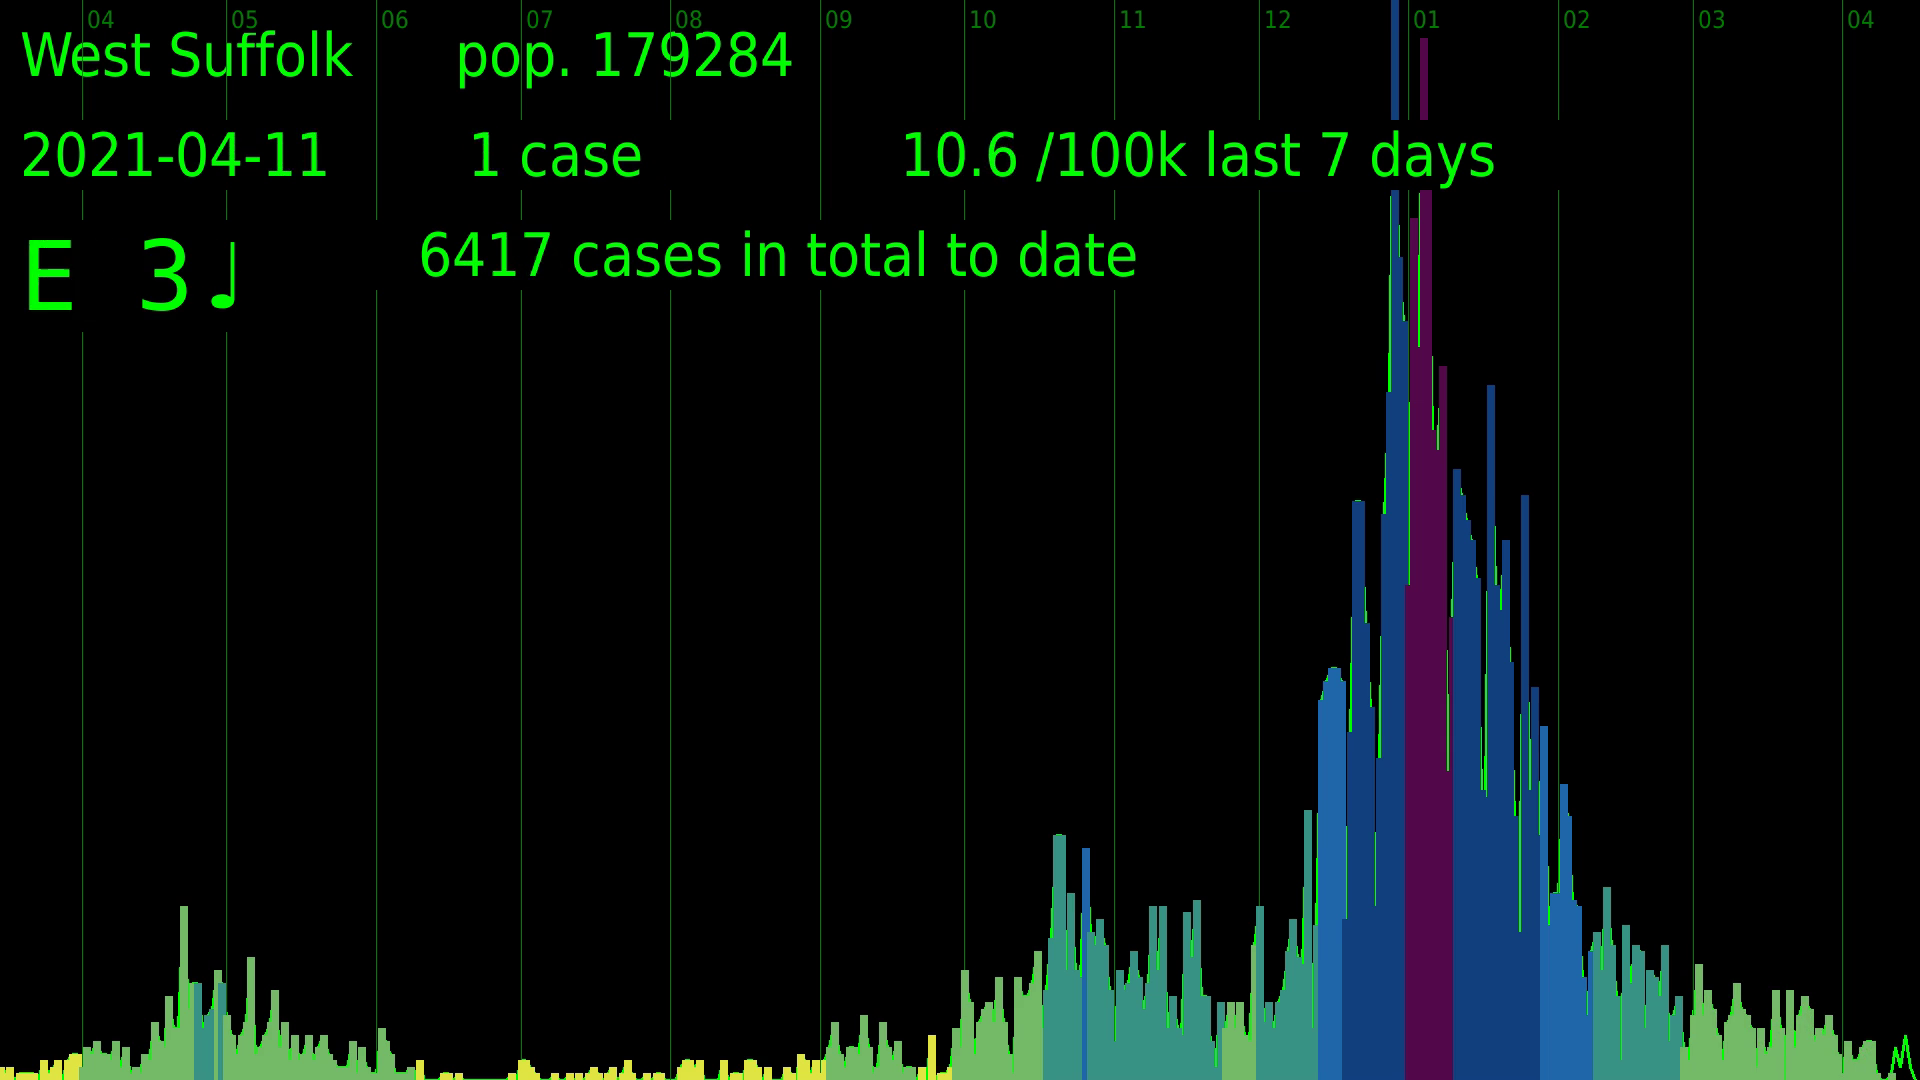 04 05 06 07 08 09 10 11 12 01 02 03 04
West Suffolk pop. 179284
2021-04-11 1 case 10.6 /100k last 7 days
E 3♩ 6417 cases in total to date